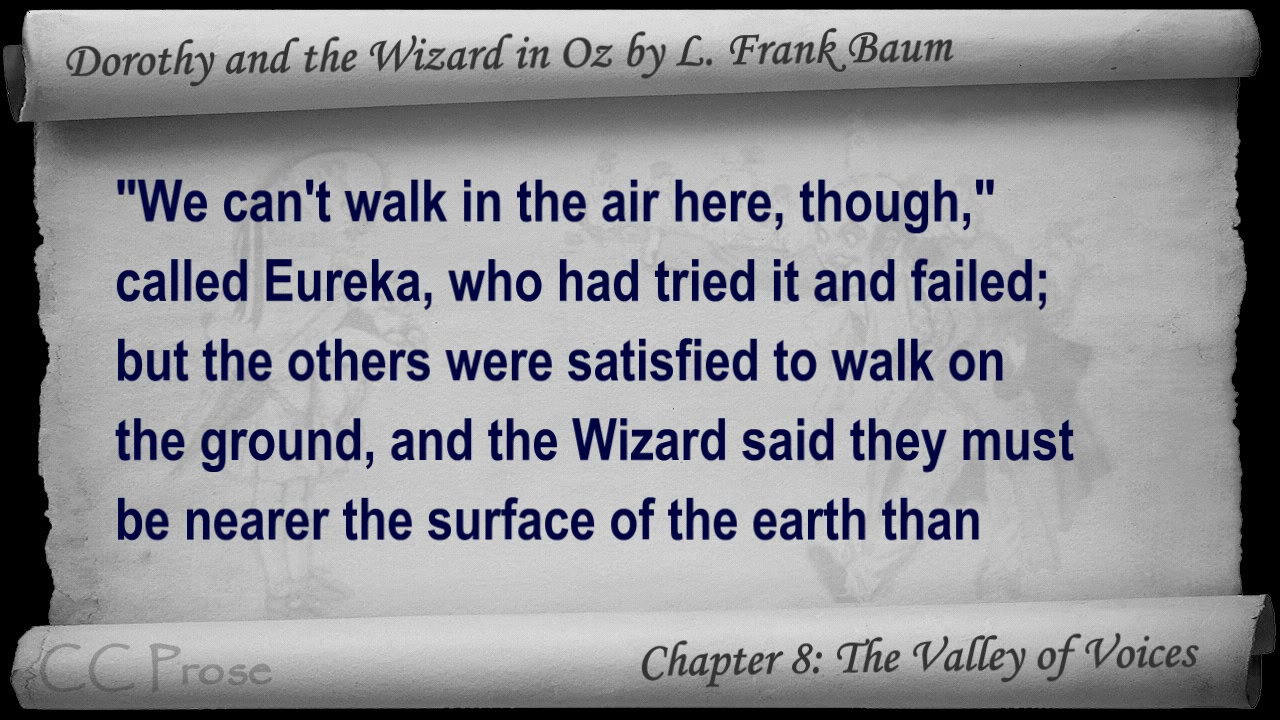 Dorothy and the Wizard in Oz by L. Frank Baum
"We can't walk in the air here, though,"
called Eureka, who had tried it and failed;
but the others were satisfied to walk on
the ground, and the Wizard said they must
be nearer the surface of the earth than
CC Prose
Chapter 8: The Valley of Voices